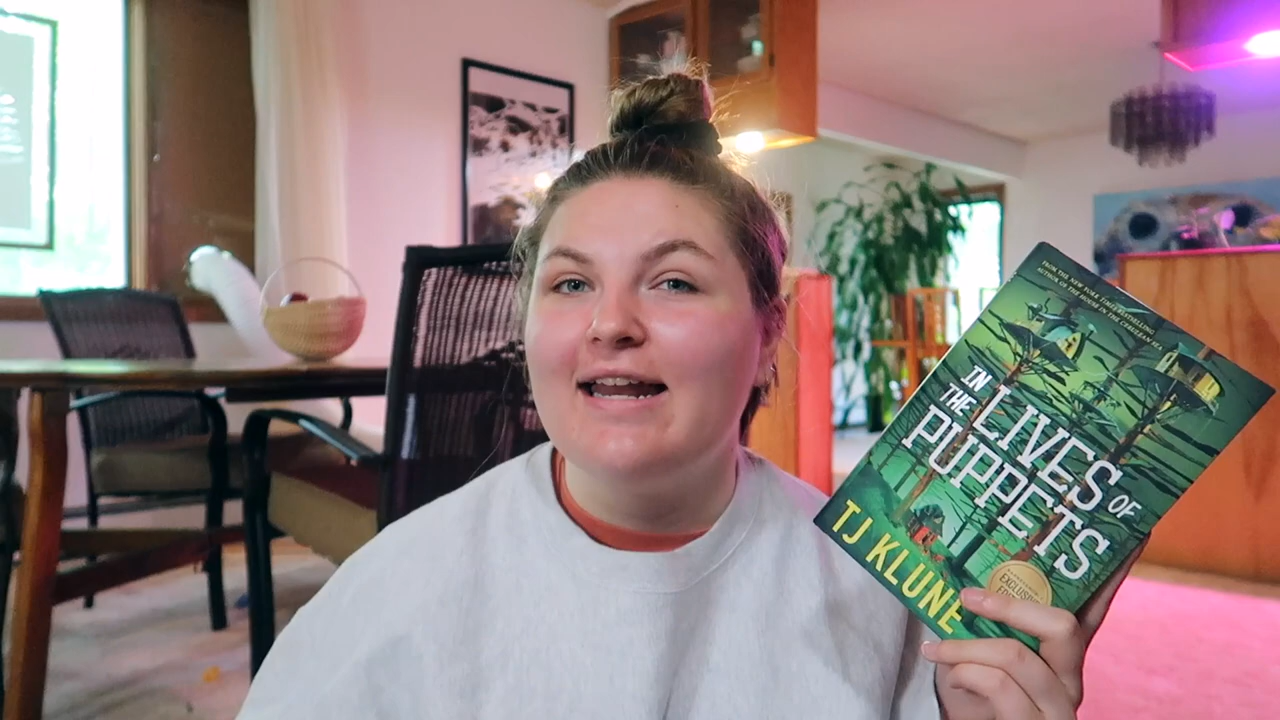 FROM THE NEW YORK TIMES BESTSELLING
AUTHOR OF THE HOUSE IN THE CERULEAN SEA
IN
THE LIVES OF
PUPPETS
TJ KLUNE
EXCLUSIVE